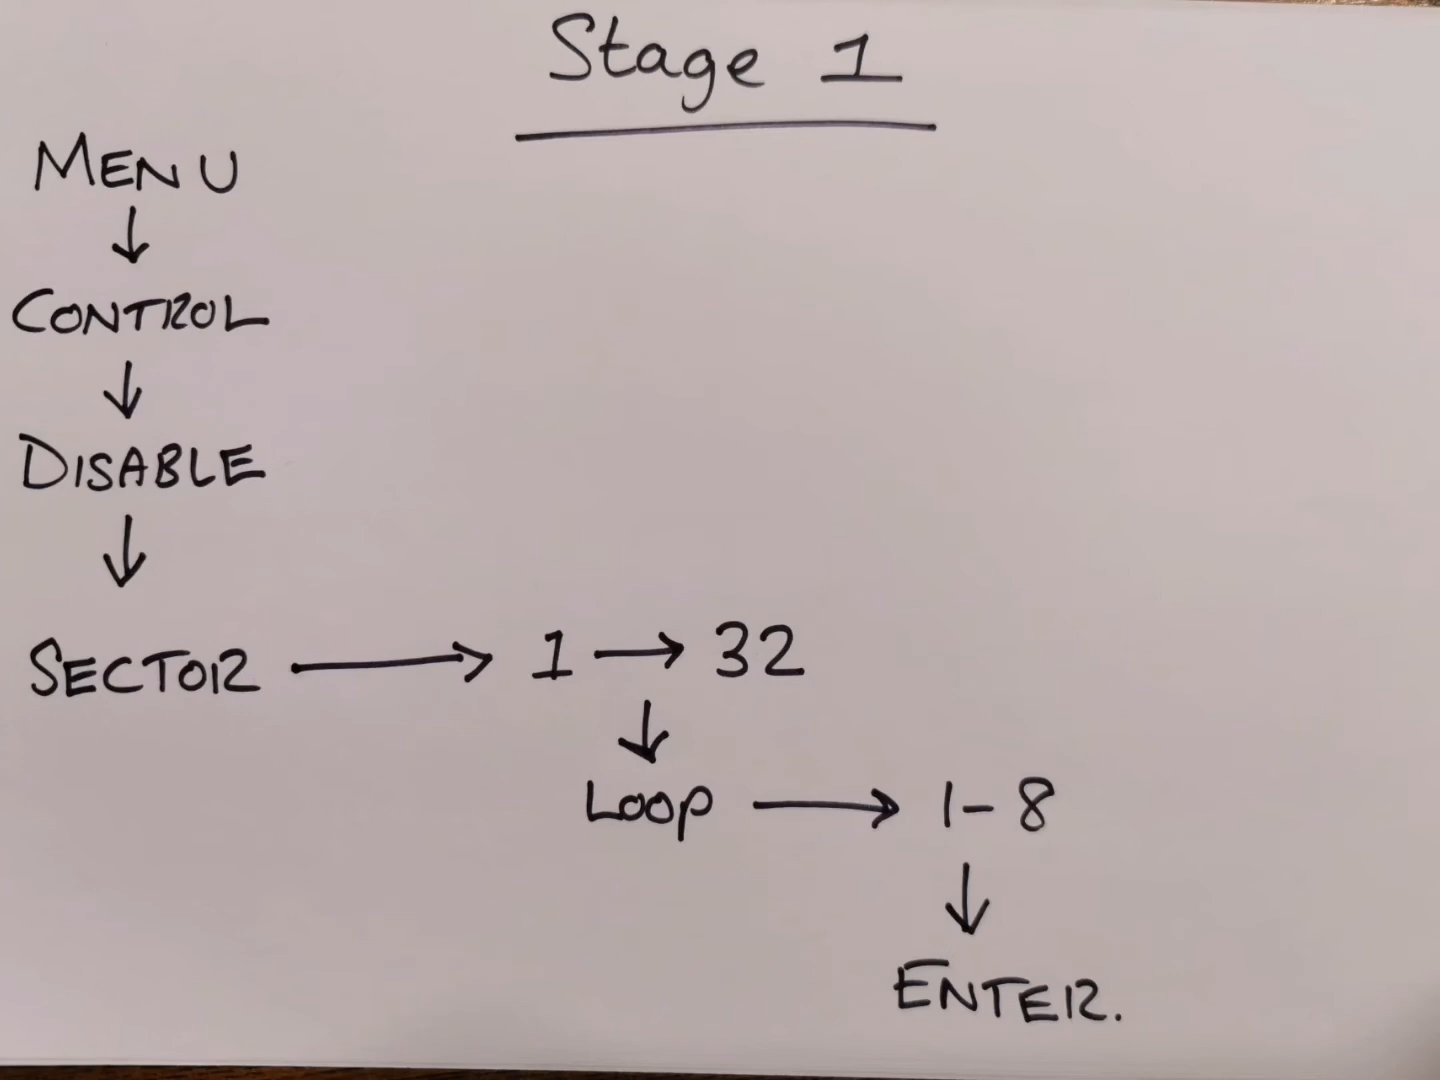 Stage 1
MENU
↓
CONTROL
↓
DISABLE
↓
SECTOR → 1 → 32
↓
LOOP → 1-8
↓
ENTER.